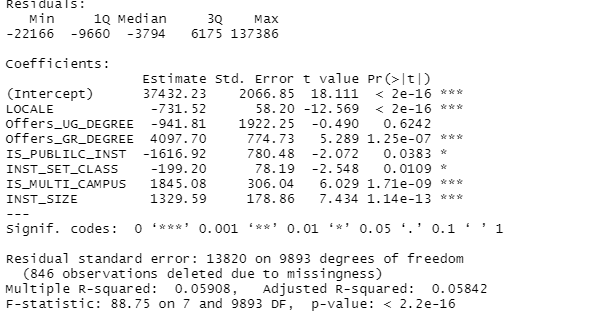 Residuals:
   Min     1Q Median     3Q    Max
-22166  -9660  -3794   6175 137386

Coefficients:
                 Estimate Std. Error t value Pr(>|t|)
(Intercept)      37432.23    2066.85  18.111  < 2e-16 ***
LOCALE            -731.52      58.20 -12.569  < 2e-16 ***
Offers_UG_DEGREE  -941.81    1922.25  -0.490   0.6242
Offers_GR_DEGREE  4097.70     774.73   5.289 1.25e-07 ***
IS_PUBLILC_INST  -1616.92     780.48  -2.072   0.0383 *
INST_SET_CLASS    -199.20      78.19  -2.548   0.0109 *
IS_MULTI_CAMPUS   1845.08     306.04   6.029 1.71e-09 ***
INST_SIZE         1329.59     178.86   7.434 1.14e-13 ***
---
Signif. codes:  0 ‘***’ 0.001 ‘**’ 0.01 ‘*’ 0.05 ‘.’ 0.1 ‘ ’ 1

Residual standard error: 13820 on 9893 degrees of freedom
  (846 observations deleted due to missingness)
Multiple R-squared:  0.05908,	Adjusted R-squared:  0.05842
F-statistic: 88.75 on 7 and 9893 DF,  p-value: < 2.2e-16